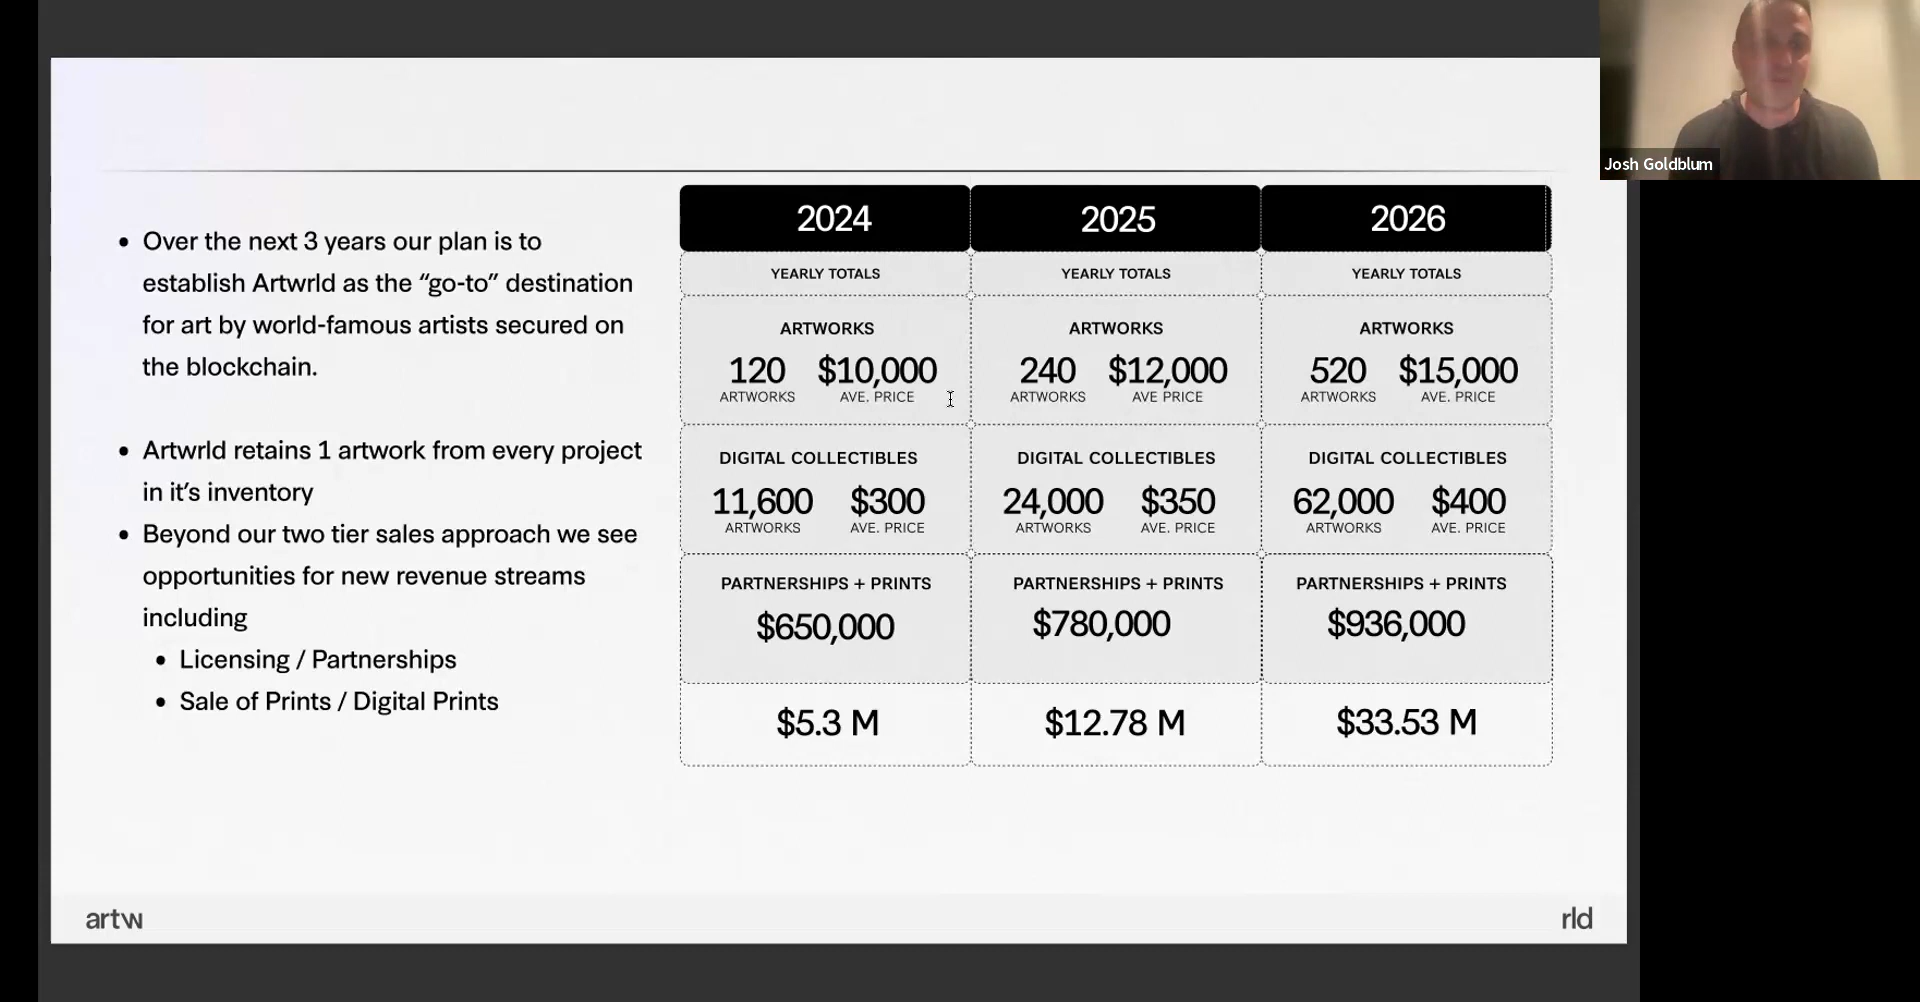 Josh Goldblum
• Over the next 3 years our plan is to
establish Artwrld as the “go-to” destination
for art by world-famous artists secured on
the blockchain.
• Artwrld retains 1 artwork from every project
in it’s inventory
• Beyond our two tier sales approach we see
opportunities for new revenue streams
including
• Licensing / Partnerships
• Sale of Prints / Digital Prints
2024 2025 2026
YEARLY TOTALS YEARLY TOTALS YEARLY TOTALS
ARTWORKS ARTWORKS ARTWORKS
120 $10,000 240 $12,000 520 $15,000
ARTWORKS AVE. PRICE ARTWORKS AVE PRICE ARTWORKS AVE. PRICE
DIGITAL COLLECTIBLES DIGITAL COLLECTIBLES DIGITAL COLLECTIBLES
11,600 $300 24,000 $350 62,000 $400
ARTWORKS AVE. PRICE ARTWORKS AVE. PRICE ARTWORKS AVE. PRICE
PARTNERSHIPS + PRINTS PARTNERSHIPS + PRINTS PARTNERSHIPS + PRINTS
$650,000 $780,000 $936,000
$5.3 M $12.78 M $33.53 M
artw rld